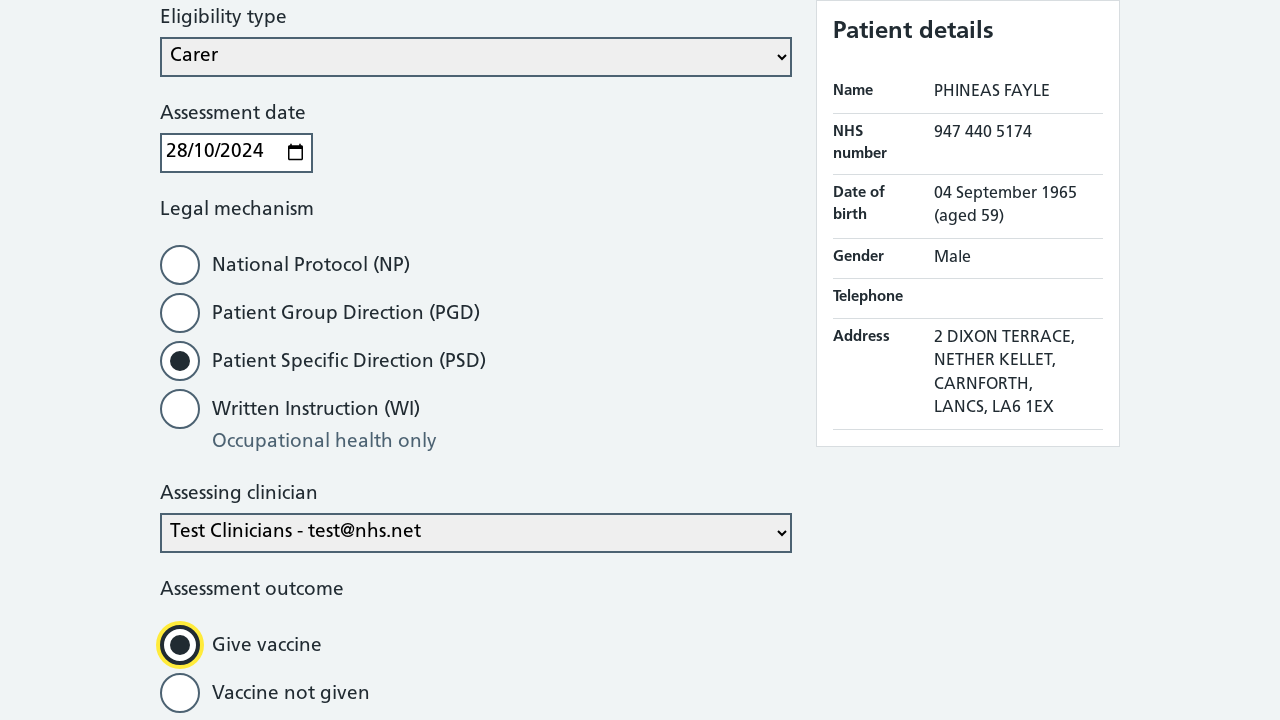 Eligibility type
Carer
Assessment date
28/10/2024
Legal mechanism
National Protocol (NP)
Patient Group Direction (PGD)
Patient Specific Direction (PSD)
Written Instruction (WI)
Occupational health only
Assessing clinician
Test Clinicians - test@nhs.net
Assessment outcome
Give vaccine
Vaccine not given
Patient details
Name PHINEAS FAYLE
NHS number 947 440 5174
Date of birth 04 September 1965
(aged 59)
Gender Male
Telephone
Address 2 DIXON TERRACE,
NETHER KELLET,
CARNFORTH,
LANCS, LA6 1EX